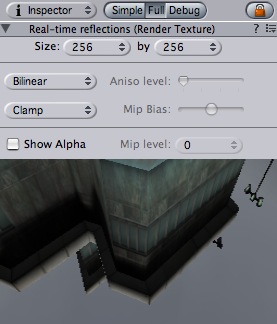 Inspector Simple Full Debug
Real-time reflections (Render Texture) ?
Size: 256 by 256
Bilinear Aniso level:
Clamp Mip Bias:
Show Alpha Mip level: 0